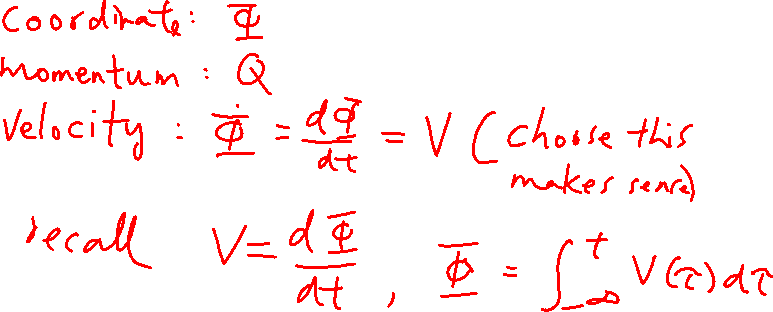 Coordinate: Φ
Momentum: Q
Velocity: Φ̇ = dΦ/dt = V (choose this
makes sense)
recall V = dΦ/dt , Φ = ∫_{-∞}^{t} V(τ)dτ